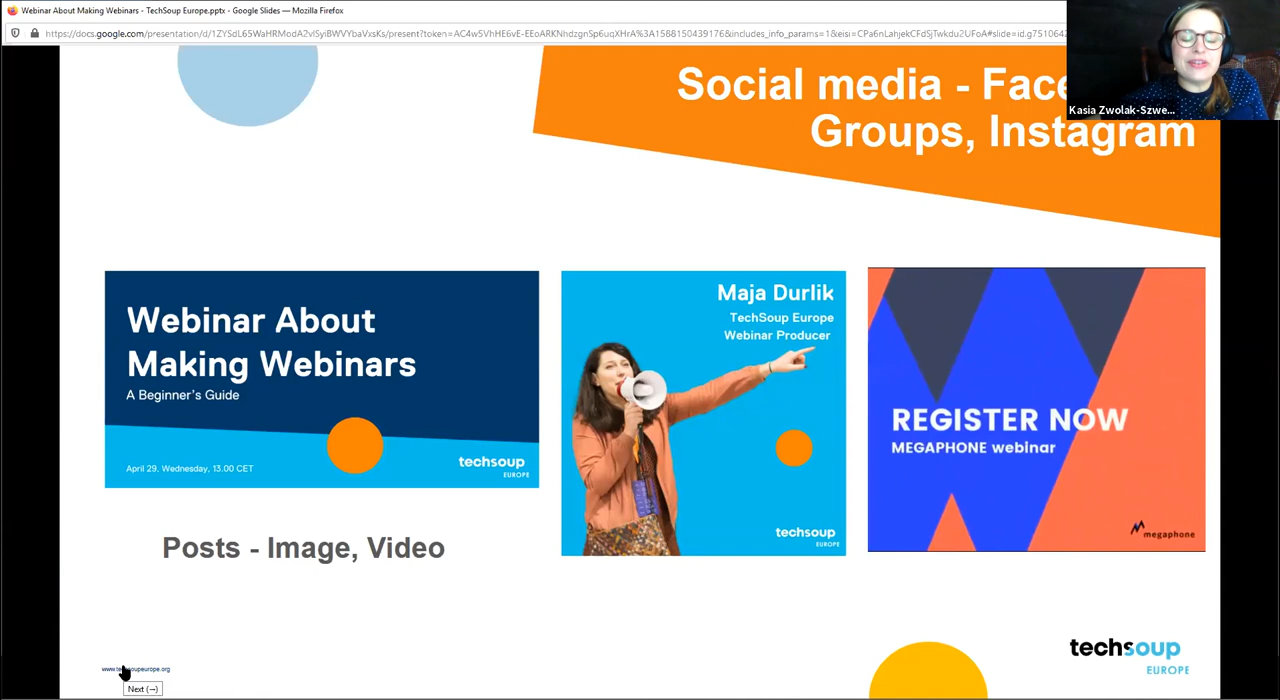 Webinar About Making Webinars - TechSoup Europe.pptx - Google Slides — Mozilla Firefox
Kasia Zwolak-Szwe...
Social media -
Groups, Instagram
Webinar About
Making Webinars
A Beginner's Guide
April 29. Wednesday, 13.00 CET
techsoup
EUROPE
Maja Durlik
TechSoup Europe
Webinar Producer
techsoup
EUROPE
REGISTER NOW
MEGAPHONE webinar
megaphone
Posts - Image, Video
techsoup
EUROPE
Next (→)